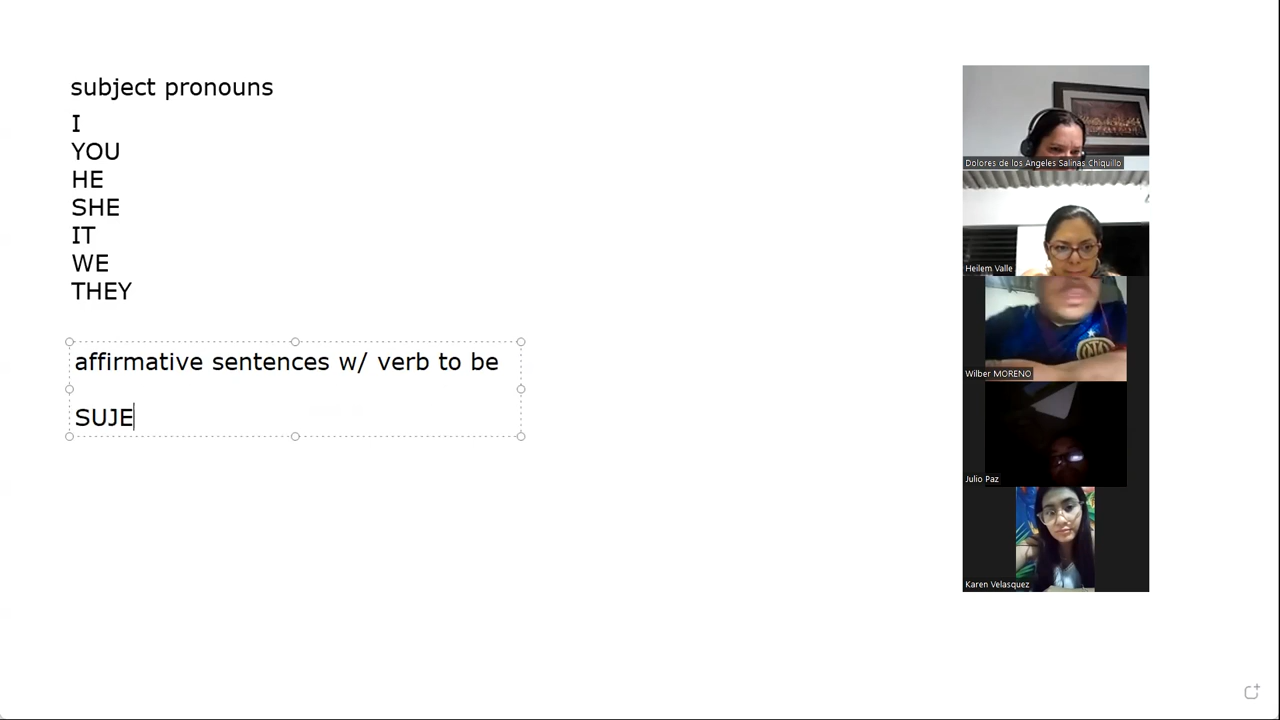 subject pronouns
I
YOU
HE
SHE
IT
WE
THEY
affirmative sentences w/ verb to be
SUJE
Dolores de los Angeles Salinas Chiquillo
Heilem Valle
Wilber MORENO
Julio Paz
Karen Velasquez